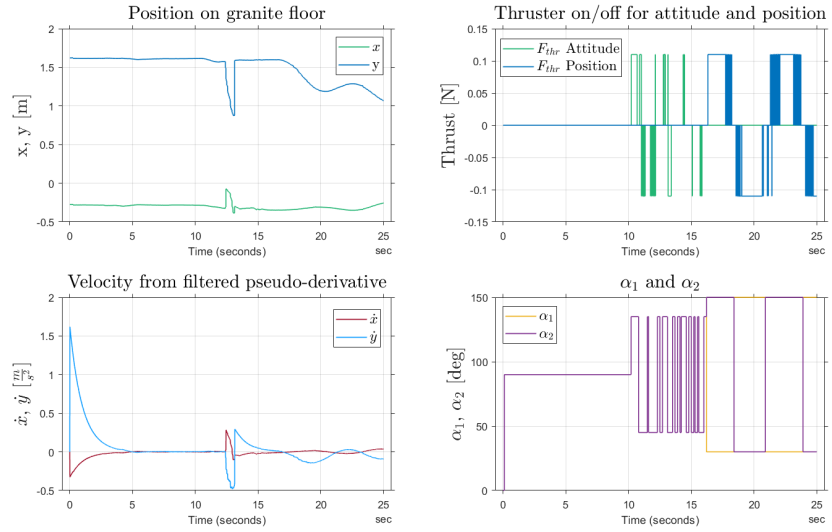 Position on granite floor
2
1.5
1
0.5
0
-0.5
x, y [m]
x
y
0 5 10 15 20 25
Time (seconds) sec
Thruster on/off for attitude and position
0.15
0.1
0.05
0
-0.05
-0.1
-0.15
Thrust [N]
F_thr Attitude
F_thr Position
0 5 10 15 20 25
Time (seconds) sec
Velocity from filtered pseudo-derivative
2
1.5
1
0.5
0
-0.5
ẋ, ẏ [m/s²]
ẋ
ẏ
0 5 10 15 20 25
Time (seconds) sec
α₁ and α₂
150
100
50
0
α₁, α₂ [deg]
α₁
α₂
0 5 10 15 20 25
Time (seconds) sec